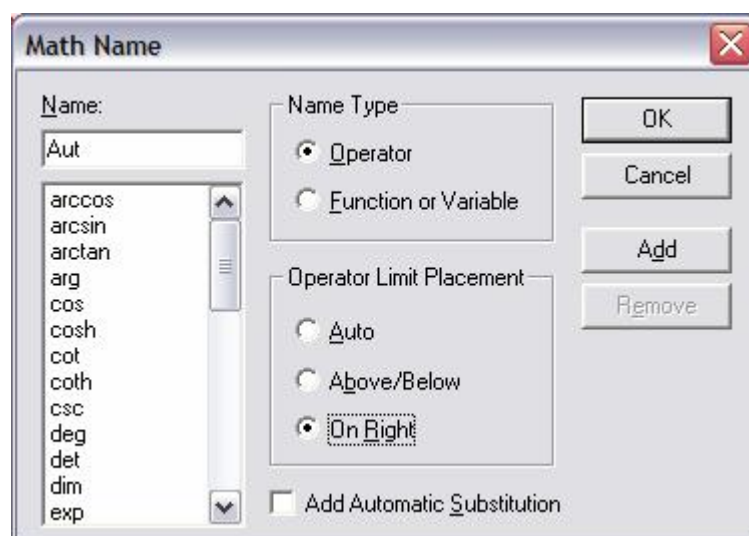 Math Name
Name:
Aut
arccos
arcsin
arctan
arg
cos
cosh
cot
coth
csc
deg
det
dim
exp
Name Type
Operator
Function or Variable
Operator Limit Placement
Auto
Above/Below
On Right
Add Automatic Substitution
OK
Cancel
Add
Remove